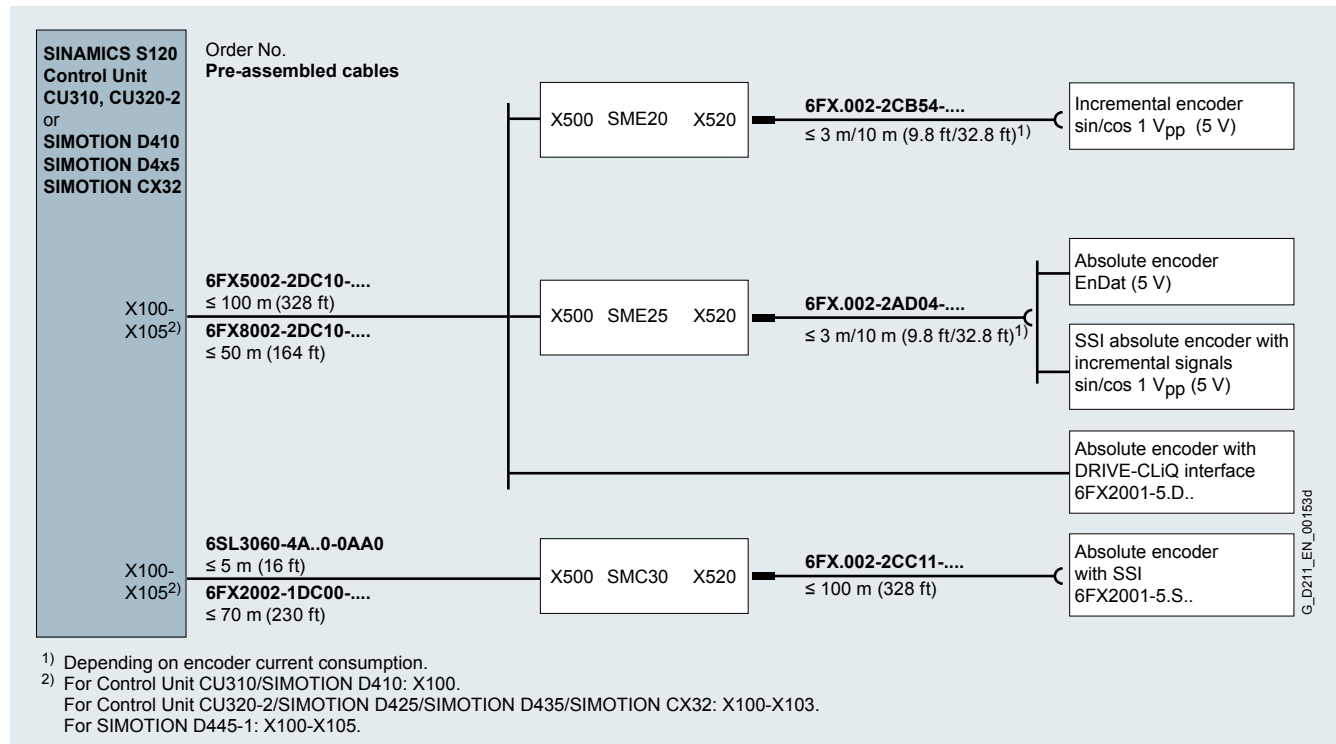 SINAMICS S120
Control Unit
CU310, CU320-2
or
SIMOTION D410
SIMOTION D4x5
SIMOTION CX32
Order No.
Pre-assembled cables
X500 SME20 X520
6FX.002-2CB54-....
≤ 3 m/10 m (9.8 ft/32.8 ft)1)
Incremental encoder
sin/cos 1 Vpp (5 V)
X100-
X1052)
6FX5002-2DC10-....
≤ 100 m (328 ft)
6FX8002-2DC10-....
≤ 50 m (164 ft)
X500 SME25 X520
6FX.002-2AD04-....
≤ 3 m/10 m (9.8 ft/32.8 ft)1)
Absolute encoder
EnDat (5 V)
SSI absolute encoder with
incremental signals
sin/cos 1 Vpp (5 V)
Absolute encoder with
DRIVE-CLiQ interface
6FX2001-5.D..
X100-
X1052)
6SL3060-4A..0-0AA0
≤ 5 m (16 ft)
6FX2002-1DC00-....
≤ 70 m (230 ft)
X500 SMC30 X520
6FX.002-2CC11-....
≤ 100 m (328 ft)
Absolute encoder
with SSI
6FX2001-5.S..
G_D211_EN_00153d
1) Depending on encoder current consumption.
2) For Control Unit CU310/SIMOTION D410: X100.
For Control Unit CU320-2/SIMOTION D425/SIMOTION D435/SIMOTION CX32: X100-X103.
For SIMOTION D445-1: X100-X105.